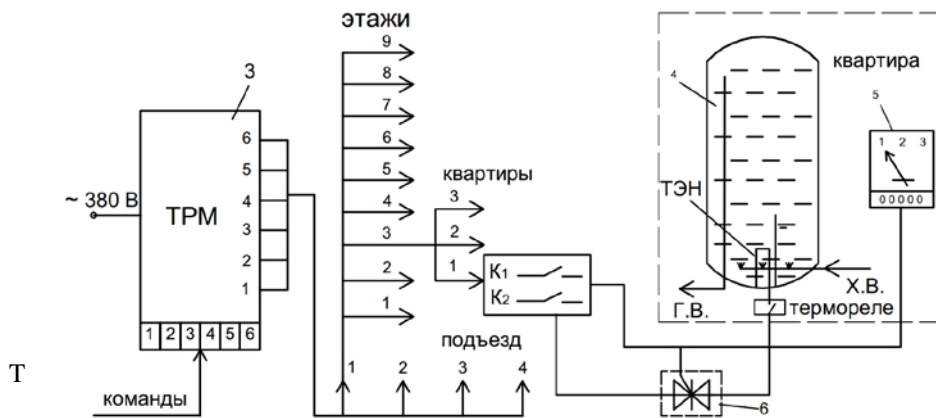 этажи
3
~ 380 В
ТРМ
6
5
4
3
2
1
1 2 3 4 5 6
команды
Т
9
8
7
6
5
4
3
2
1
квартиры
3
2
1
К1
К2
подъезд
1 2 3 4
квартира
4
5
1 2 3
00000
ТЭН
Х.В.
Г.В.
термореле
6